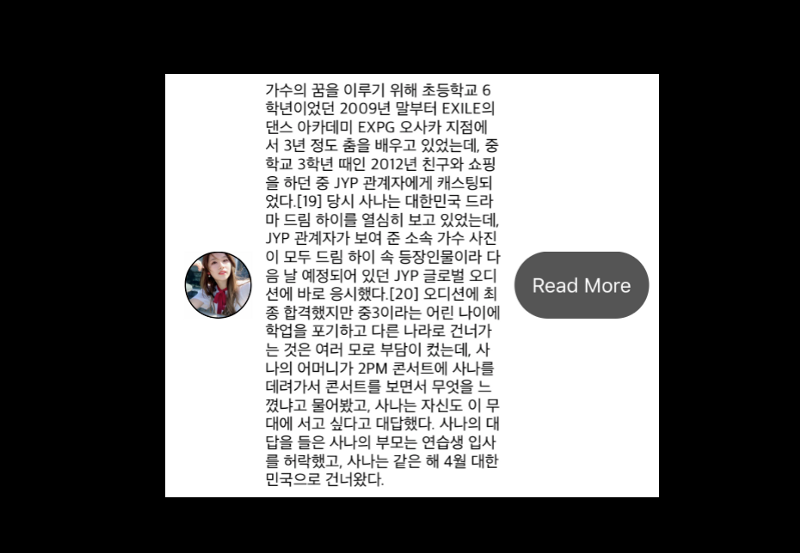 가수의 꿈을 이루기 위해 초등학교 6
학년이었던 2009년 말부터 EXILE의
댄스 아카데미 EXPG 오사카 지점에
서 3년 정도 춤을 배우고 있었는데, 중
학교 3학년 때인 2012년 친구와 쇼핑
을 하던 중 JYP 관계자에게 캐스팅되
었다.[19] 당시 사나는 대한민국 드라
마 드림 하이를 열심히 보고 있었는데,
JYP 관계자가 보여 준 소속 가수 사진
이 모두 드림 하이 속 등장인물이라 다
음 날 예정되어 있던 JYP 글로벌 오디
션에 바로 응시했다.[20] 오디션에 최
종 합격했지만 중3이라는 어린 나이에
학업을 포기하고 다른 나라로 건너가
는 것은 여러 모로 부담이 컸는데, 사
나의 어머니가 2PM 콘서트에 사나를
데려가서 콘서트를 보면서 무엇을 느
꼈냐고 물어봤고, 사나는 자신도 이 무
대에 서고 싶다고 대답했다. 사나의 대
답을 들은 사나의 부모는 연습생 입사
를 허락했고, 사나는 같은 해 4월 대한
민국으로 건너왔다.
Read More